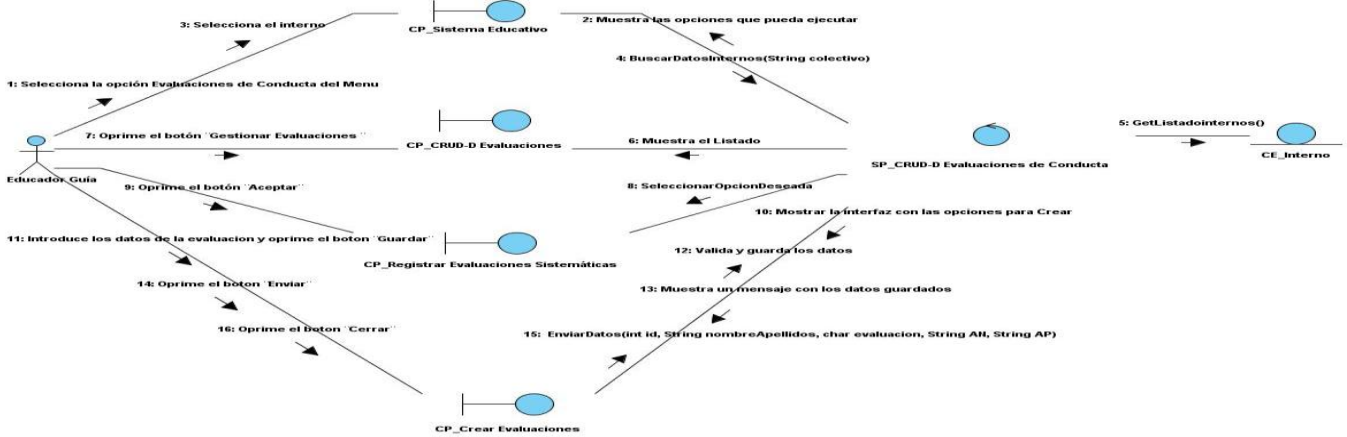 3: Selecciona el interno
2: Muestra las opciones que pueda ejecutar
CP_Sistema Educativo
4: BuscarDatosInternos(String colectivo)
1: Selecciona la opción Evaluaciones de Conducta del Menu
5: GetListadointernos()
7: Oprime el botón ¨Gestionar Evaluaciones ¨
6: Muestra el Listado
CP_CRUD-D Evaluaciones
SP_CRUD-D Evaluaciones de Conducta
CE_Interno
Educador Guía
9: Oprime el botón ¨Aceptar¨
8: SeleccionarOpcionDeseada
10: Mostrar la interfaz con las opciones para Crear
11: Introduce los datos de la evaluacion y oprime el boton ¨Guardar¨
12: Valida y guarda los datos
CP_Registrar Evaluaciones Sistemáticas
14: Oprime el boton ¨Enviar¨
13: Muestra un mensaje con los datos guardados
16: Oprime el boton ¨Cerrar¨
15: EnviarDatos(int id, String nombreApellidos, char evaluacion, String AN, String AP)
CP_Crear Evaluaciones